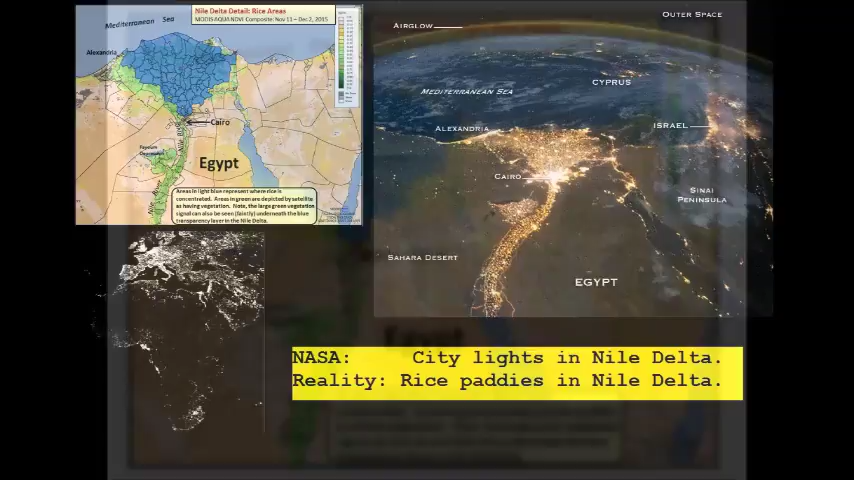 Nile Delta Detail: Rice Areas
MODIS AQUA NDVI Composite: Nov 11 – Dec 2, 2015
Mediterranean Sea
Alexandria
Cairo
Nile River
Fayoum
Depression
Egypt
Areas in light blue represent where rice is
concentrated. Areas in green are depicted by satellite
as having vegetation. Note, the large green vegetation
signal can also be seen (faintly) underneath the blue
transparency layer in the Nile Delta.
OUTER SPACE
AIRGLOW
CYPRUS
MEDITERRANEAN SEA
ALEXANDRIA
ISRAEL
CAIRO
SINAI
PENINSULA
SAHARA DESERT
EGYPT
NASA: City lights in Nile Delta.
Reality: Rice paddies in Nile Delta.